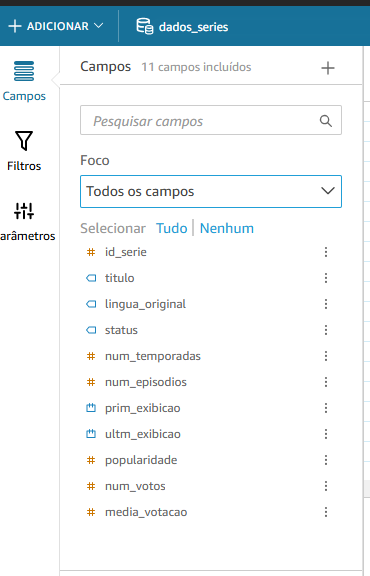 ADICIONAR
dados_series
Campos 11 campos incluídos
Campos
Pesquisar campos
Filtros
Foco
Todos os campos
arâmetros
Selecionar Tudo Nenhum
id_serie
titulo
lingua_original
status
num_temporadas
num_episodios
prim_exibicao
ultm_exibicao
popularidade
num_votos
media_votacao